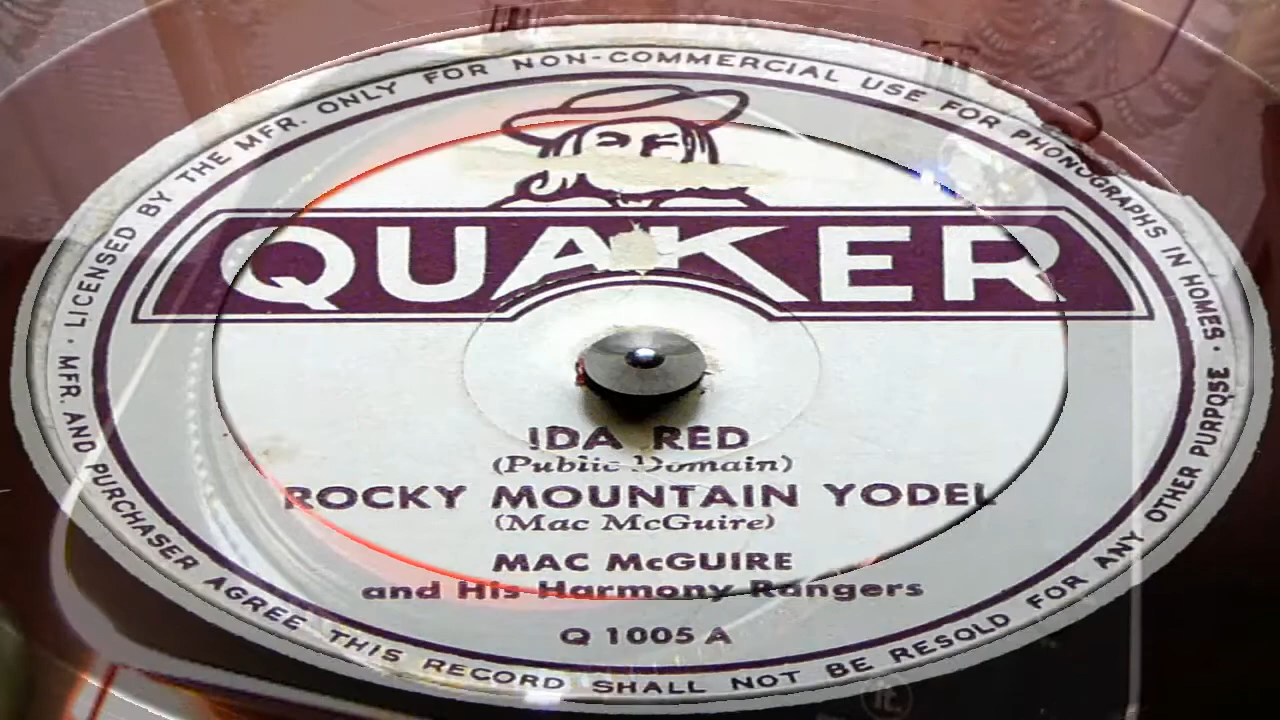 LICENSED BY THE MFR. ONLY FOR NON-COMMERCIAL USE FOR PHONOGRAPHS IN HOMES ·
MFR. AND PURCHASER AGREE THIS RECORD SHALL NOT BE RESOLD FOR ANY OTHER PURPOSE
QUAKER
IDA RED
(Public Domain)
ROCKY MOUNTAIN YODEL
(Mac McGuire)
MAC McGUIRE
and His Harmony Rangers
Q 1005 A